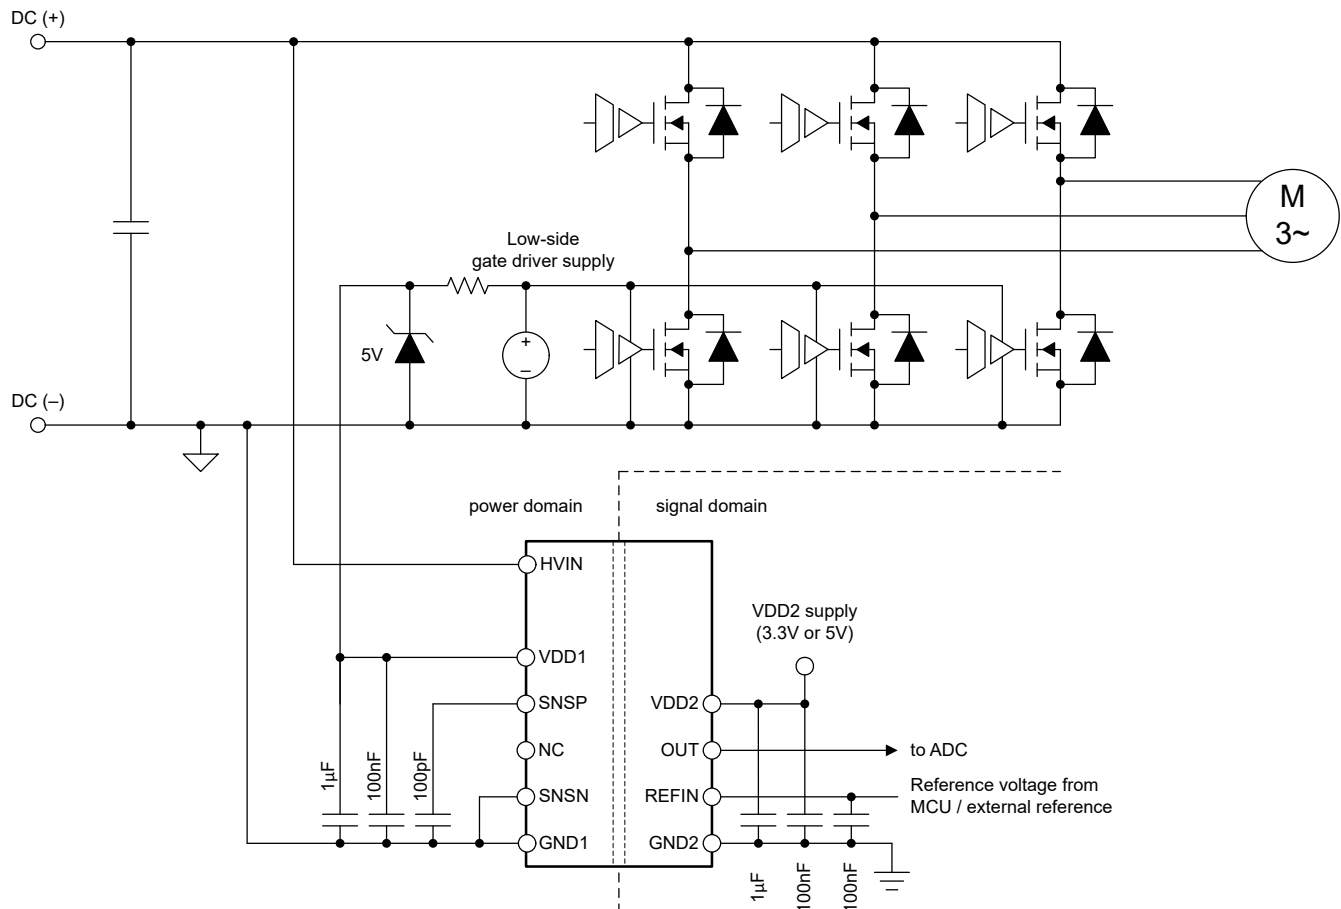 DC (+)
M
3~
Low-side
gate driver supply
5V
+
–
DC (–)
power domain
signal domain
HVIN
VDD2 supply
(3.3V or 5V)
VDD1
SNSP
VDD2
NC
OUT
to ADC
1µF
100nF
100pF
SNSN
REFIN
Reference voltage from
MCU / external reference
GND1
GND2
1µF
100nF
100nF